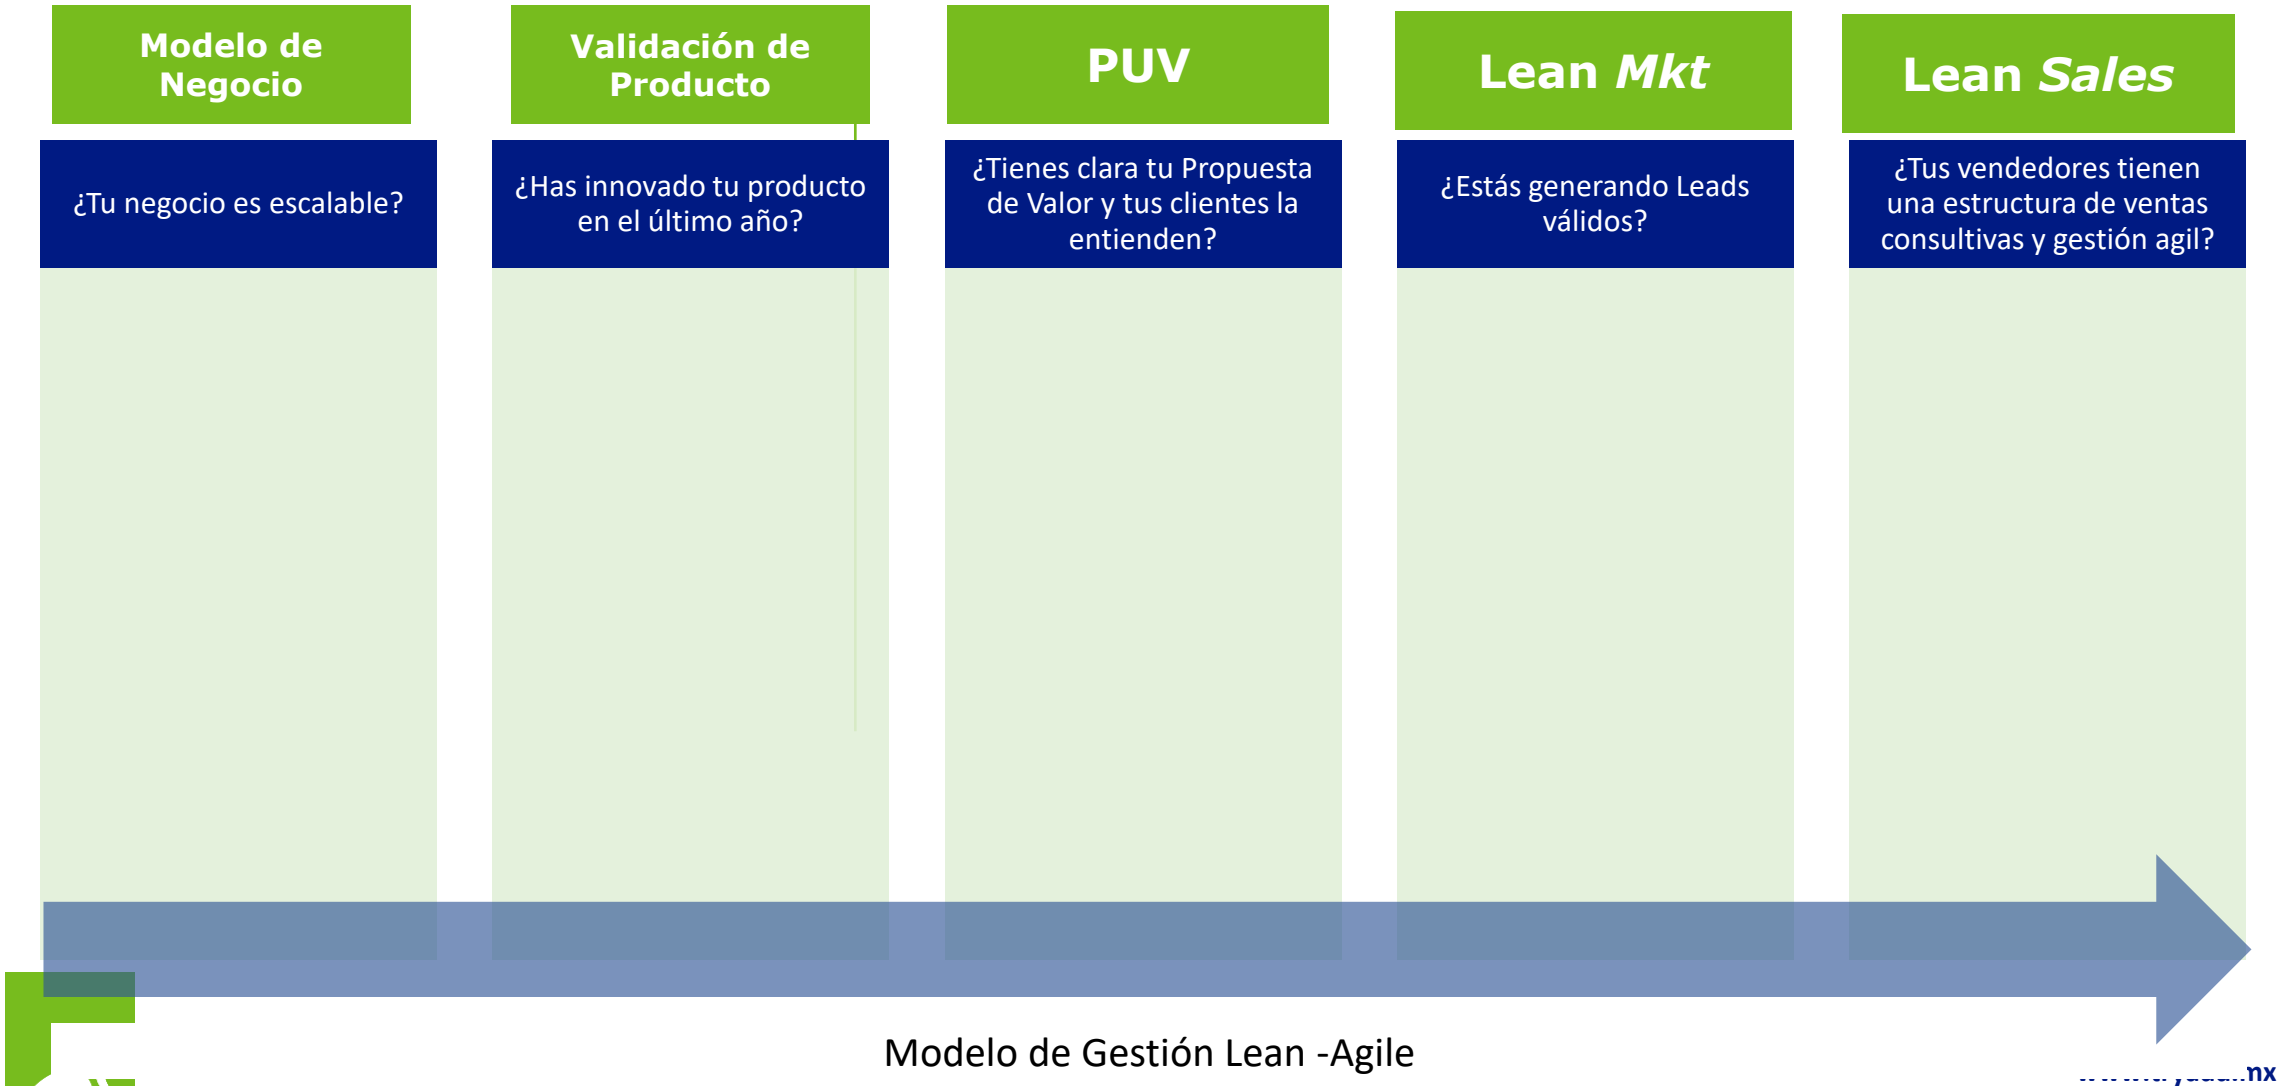 Modelo de
Negocio
Validación de
Producto
PUV
Lean Mkt
Lean Sales
¿Tu negocio es escalable?
¿Has innovado tu producto
en el último año?
¿Tienes clara tu Propuesta
de Valor y tus clientes la
entienden?
¿Estás generando Leads
válidos?
¿Tus vendedores tienen
una estructura de ventas
consultivas y gestión agil?
Modelo de Gestión Lean -Agile